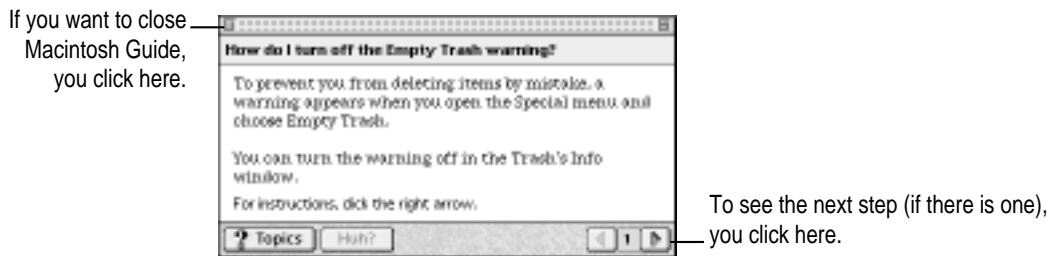 If you want to close
Macintosh Guide,
you click here.
How do I turn off the Empty Trash warning?
To prevent you from deleting items by mistake, a
warning appears when you open the Special menu and
choose Empty Trash.
You can turn the warning off in the Trash's Info
window.
For instructions, click the right arrow.
? Topics
Huh?
1
To see the next step (if there is one),
you click here.